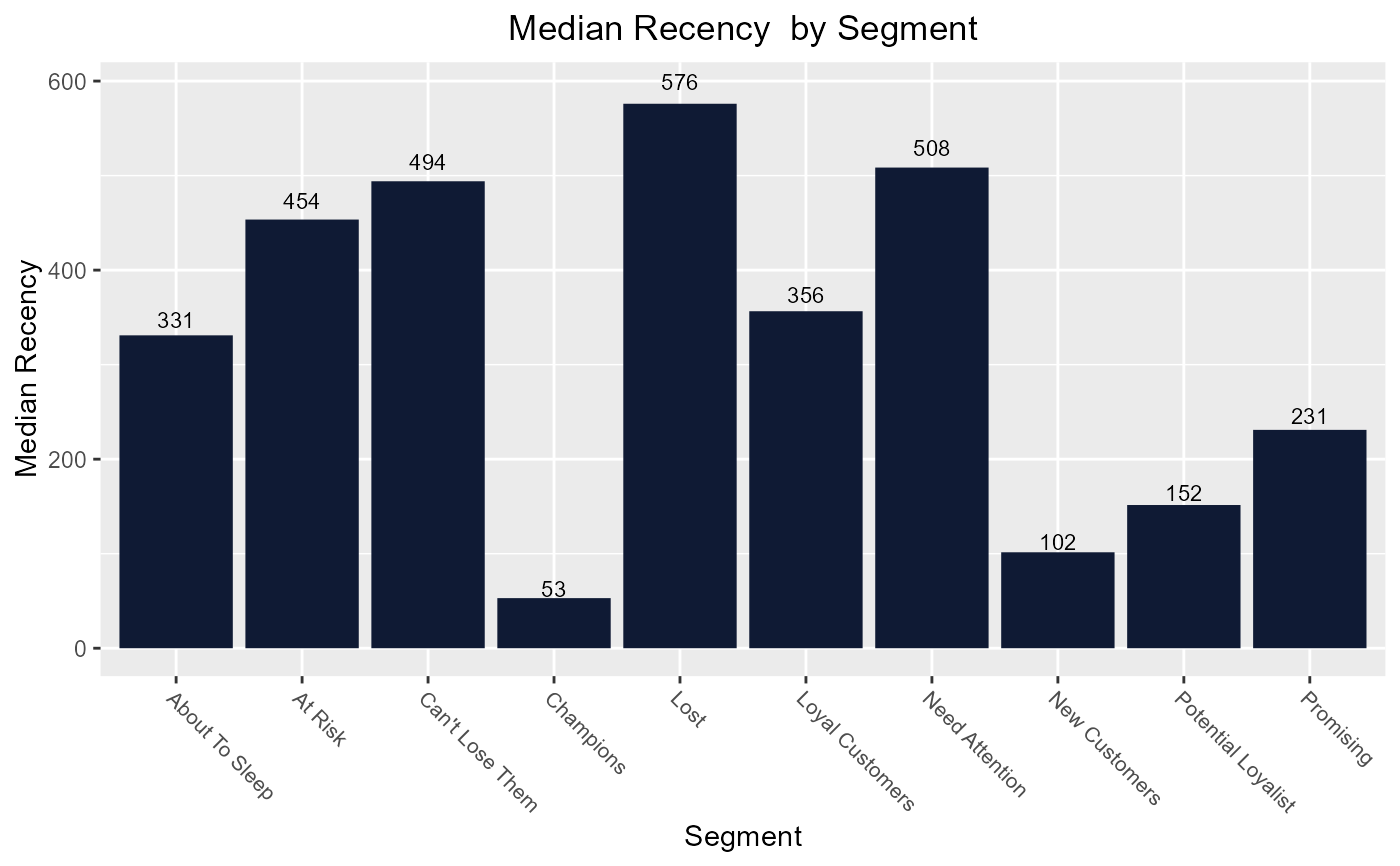 Median Recency  by Segment
Median Recency
600
400
200
0
331
454
494
53
576
356
508
102
152
231
About To Sleep
At Risk
Can't Lose Them
Champions
Lost
Loyal Customers
Need Attention
New Customers
Potential Loyalist
Promising
Segment